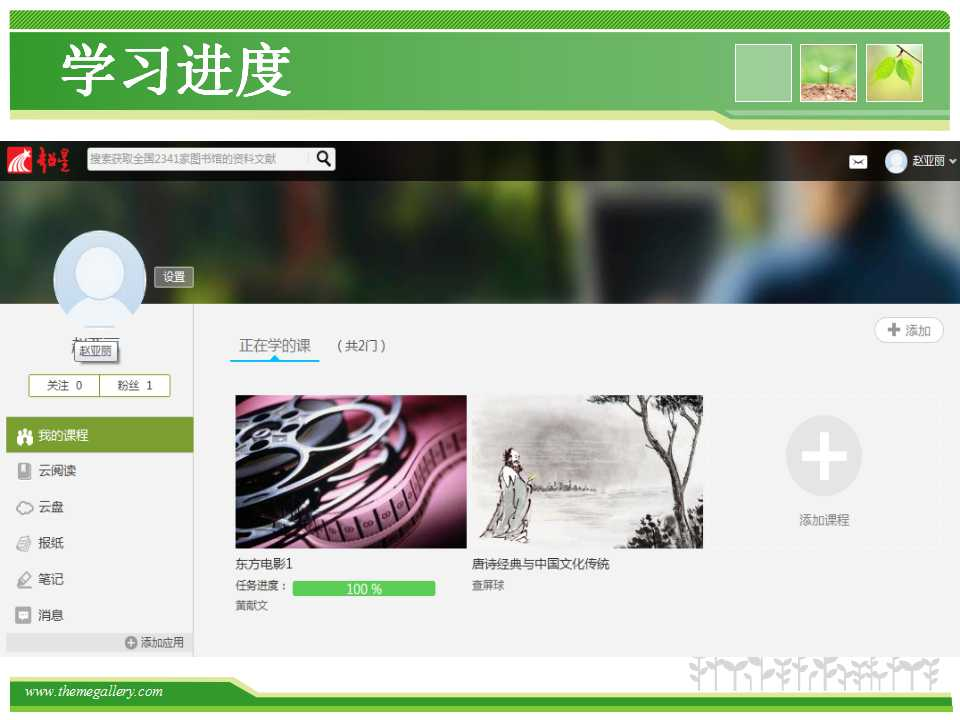 学习进度
搜索获取全国2341家图书馆的资料文献
赵亚丽
设置
赵亚丽
关注 0 粉丝 1
我的课程
云阅读
云盘
报纸
笔记
消息
添加应用
正在学的课 (共2门)
添加
东方电影1
任务进度: 100 %
黄献文
唐诗经典与中国文化传统
查屏球
添加课程
www.themegallery.com